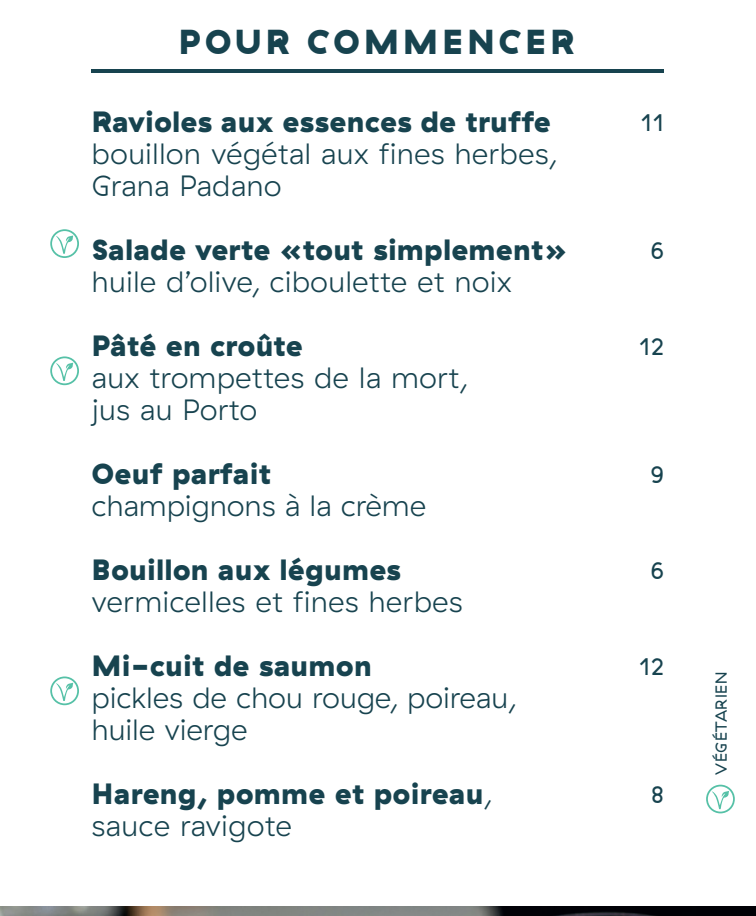 POUR COMMENCER
Ravioles aux essences de truffe 11
bouillon végétal aux fines herbes,
Grana Padano
Salade verte «tout simplement» 6
huile d’olive, ciboulette et noix
Pâté en croûte 12
aux trompettes de la mort,
jus au Porto
Oeuf parfait 9
champignons à la crème
Bouillon aux légumes 6
vermicelles et fines herbes
Mi-cuit de saumon 12
pickles de chou rouge, poireau,
huile vierge
Hareng, pomme et poireau, 8
sauce ravigote
VÉGÉTARIEN